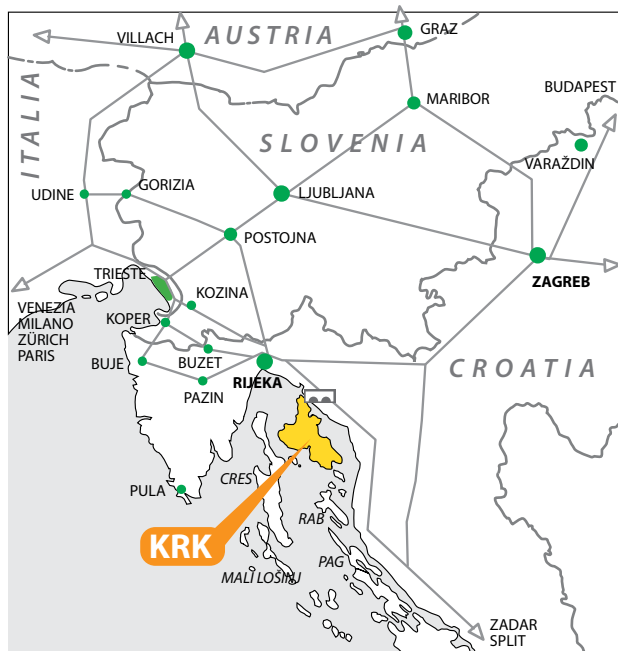 AUSTRIA
GRAZ
VILLACH
BUDAPEST
MARIBOR
ITALIA
SLOVENIA
VARAŽDIN
UDINE
GORIZIA
LJUBLJANA
POSTOJNA
TRIESTE
KOZINA
ZAGREB
VENEZIA
MILANO
ZÜRICH
PARIS
KOPER
BUJE
BUZET
RIJEKA
CROATIA
PAZIN
PULA
CRES
KRK
RAB
PAG
MALI LOŠINJ
ZADAR
SPLIT